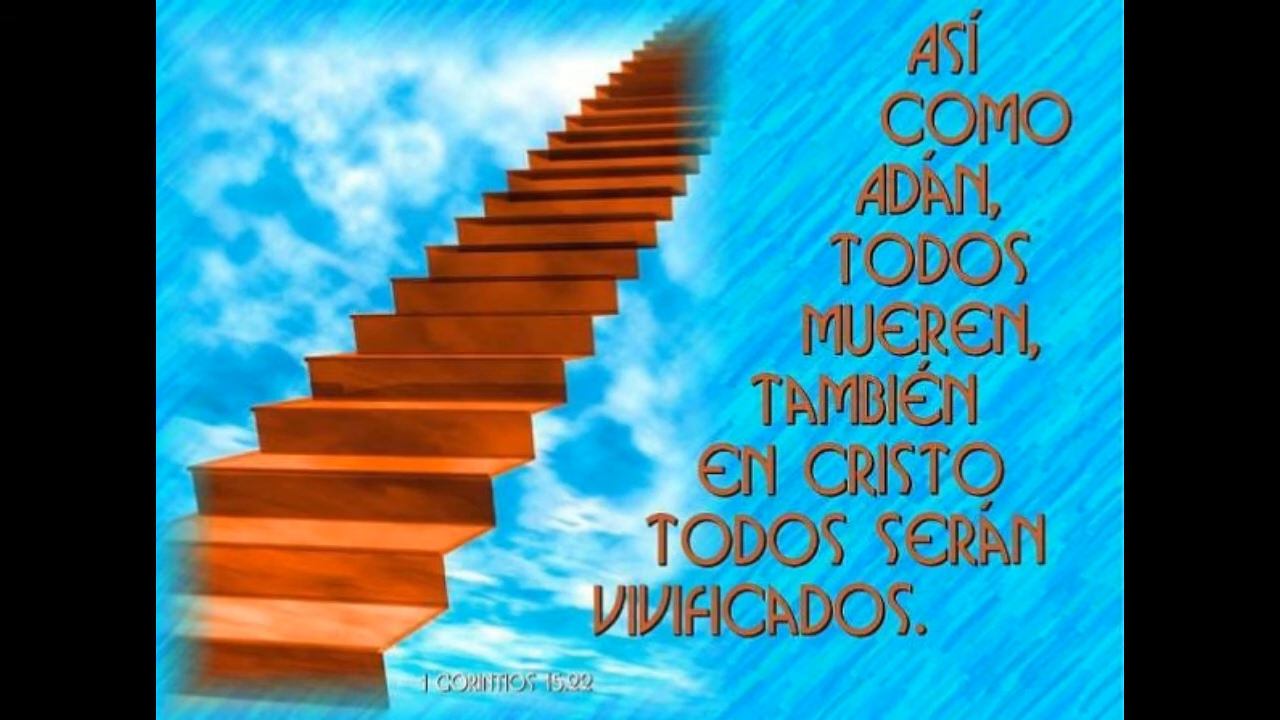 ASÍ
COMO
ADÁN,
TODOS
MUEREN,
TAMBIÉN
EN CRISTO
TODOS SERÁN
VIVIFICADOS.
1 CORINTIOS 15.22